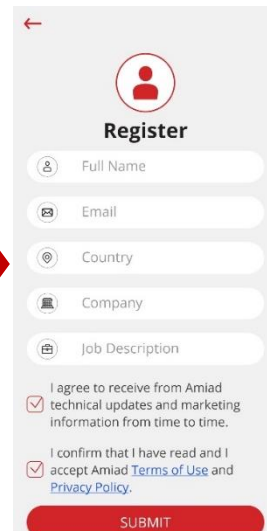 Register
Full Name
Email
Country
Company
Job Description
I agree to receive from Amiad
technical updates and marketing
information from time to time.
I confirm that I have read and I
accept Amiad Terms of Use and
Privacy Policy.
SUBMIT